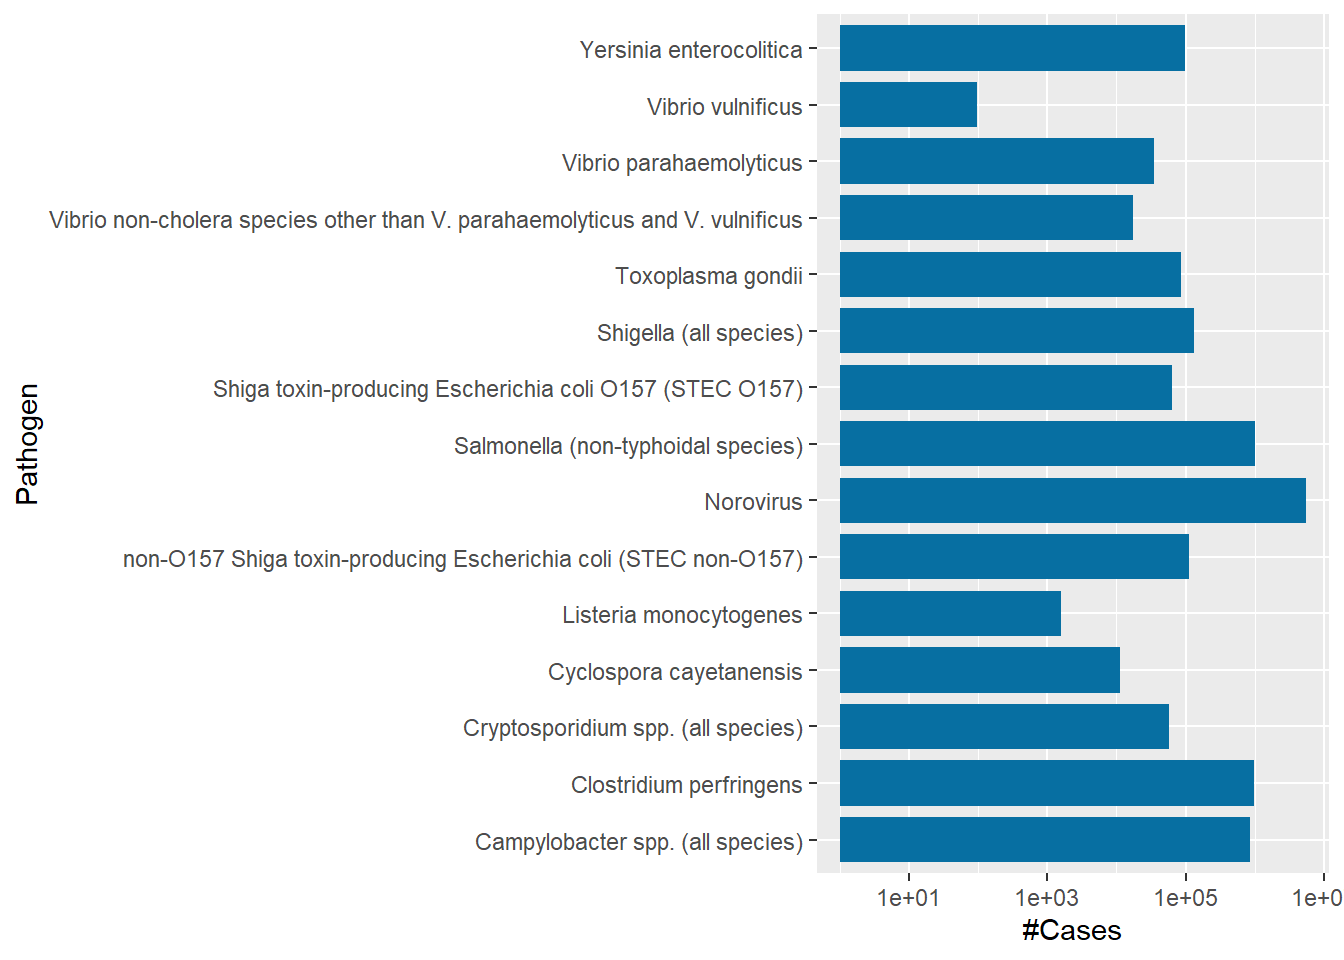 Yersinia enterocolitica
Vibrio vulnificus
Vibrio parahaemolyticus
Vibrio non-cholera species other than V. parahaemolyticus and V. vulnificus
Toxoplasma gondii
Shigella (all species)
Shiga toxin-producing Escherichia coli O157 (STEC O157)
Salmonella (non-typhoidal species)
Norovirus
non-O157 Shiga toxin-producing Escherichia coli (STEC non-O157)
Listeria monocytogenes
Cyclospora cayetanensis
Cryptosporidium spp. (all species)
Clostridium perfringens
Campylobacter spp. (all species)
Pathogen
1e+01 1e+03 1e+05 1e+0
#Cases